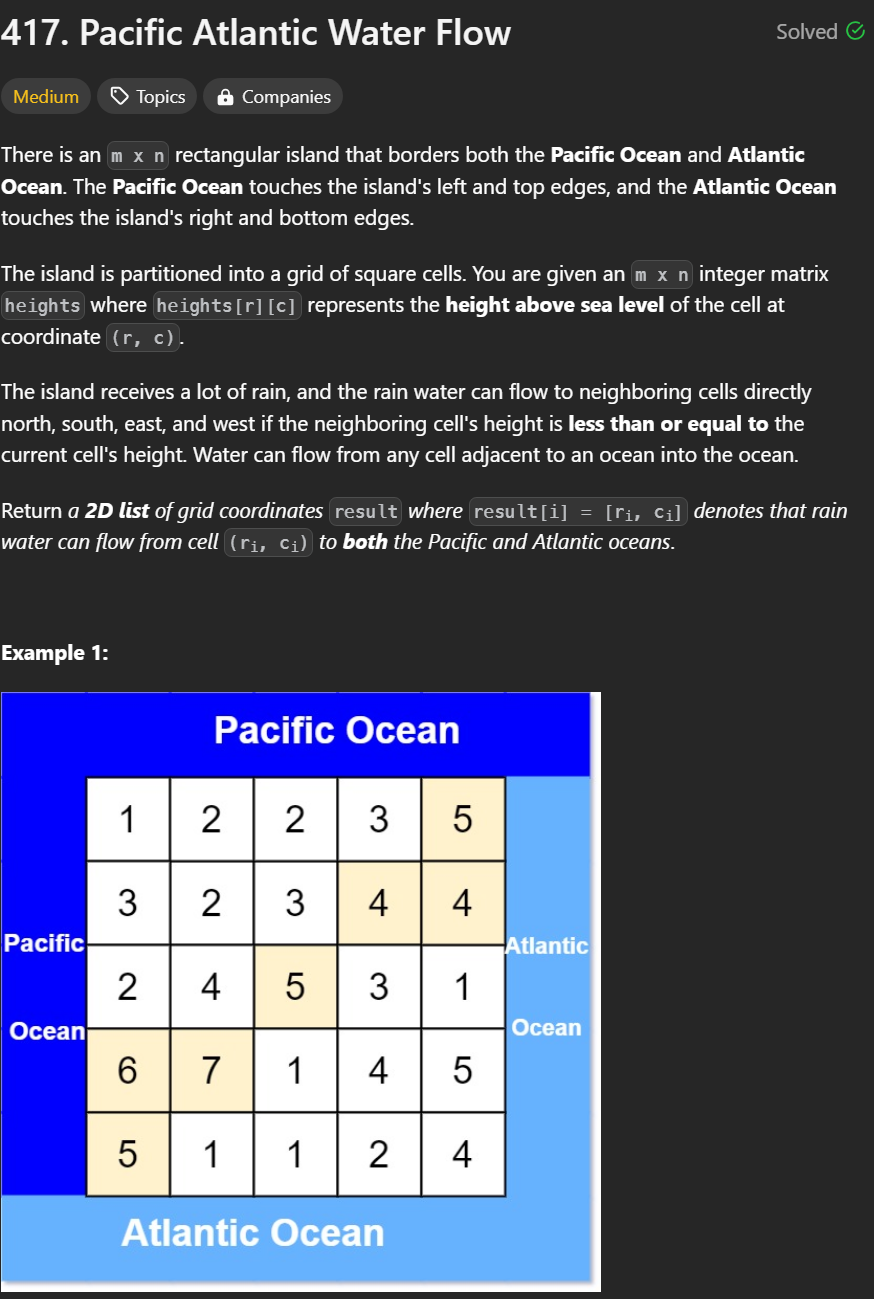 417. Pacific Atlantic Water Flow
Solved
Medium
Topics
Companies
There is an m x n rectangular island that borders both the Pacific Ocean and Atlantic
Ocean. The Pacific Ocean touches the island's left and top edges, and the Atlantic Ocean
touches the island's right and bottom edges.
The island is partitioned into a grid of square cells. You are given an m x n integer matrix
heights where heights[r][c] represents the height above sea level of the cell at
coordinate (r, c).
The island receives a lot of rain, and the rain water can flow to neighboring cells directly
north, south, east, and west if the neighboring cell's height is less than or equal to the
current cell's height. Water can flow from any cell adjacent to an ocean into the ocean.
Return a 2D list of grid coordinates result where result[i] = [rᵢ, cᵢ] denotes that rain
water can flow from cell (rᵢ, cᵢ) to both the Pacific and Atlantic oceans.
Example 1:
Pacific Ocean
1 2 2 3 5
3 2 3 4 4
Pacific
Atlantic
2 4 5 3 1
Ocean
Ocean
6 7 1 4 5
5 1 1 2 4
Atlantic Ocean